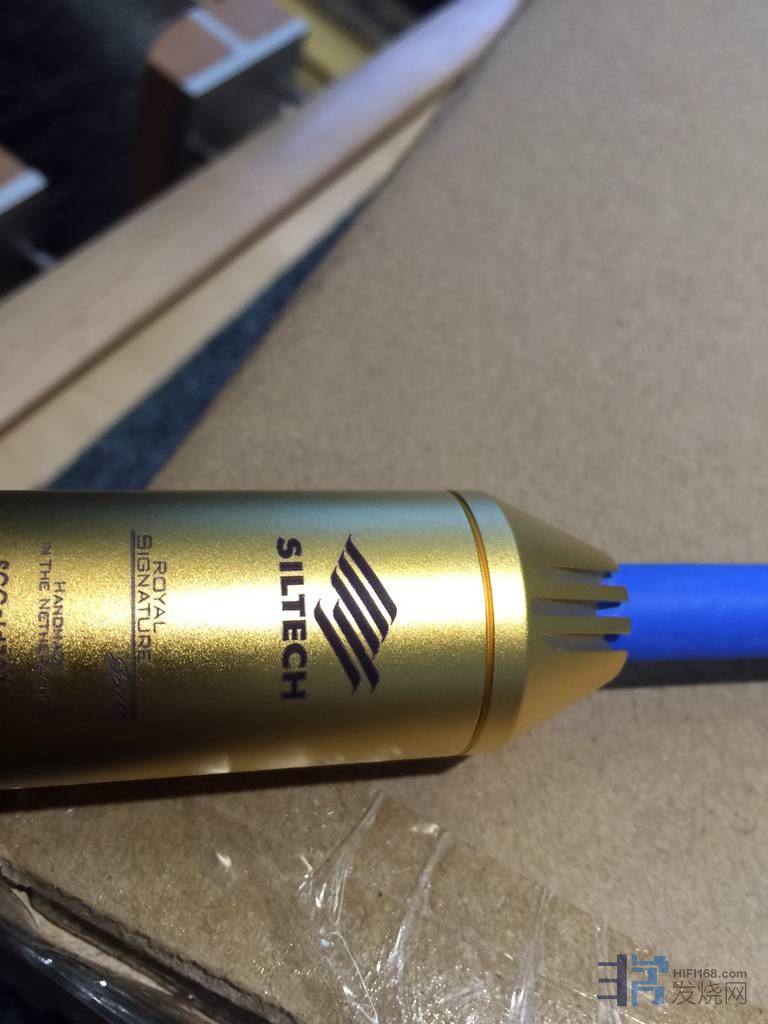 SILTECH
ROYAL
SIGNATURE
HANDMADE
IN THE NETHERLANDS
HIFI168.com
发烧网